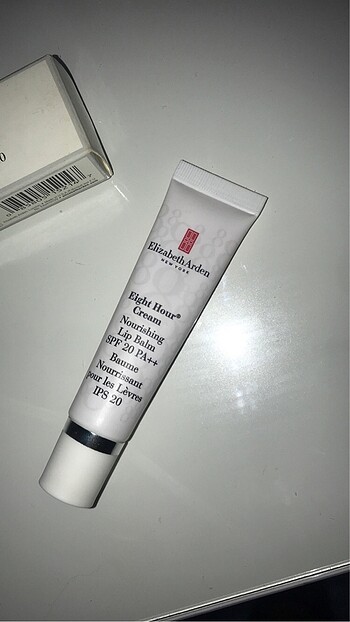 Elizabeth Arden
NEW YORK
Eight Hour®
Cream
Nourishing
Lip Balm
SPF 20 PA++
Baume
Nourrissant
pour les Lèvres
IPS 20